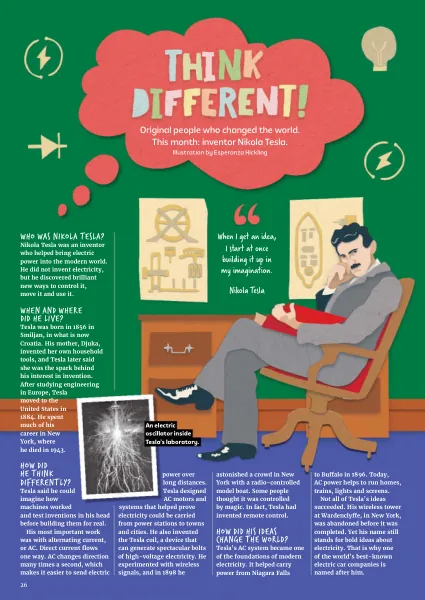 THINK
DIFFERENT!
Original people who changed the world.
This month: inventor Nikola Tesla.
Illustration by Esperanza Hickling
WHO WAS NIKOLA TESLA?
Nikola Tesla was an inventor
who helped bring electric
power into the modern world.
He did not invent electricity,
but he discovered brilliant
new ways to control it,
move it and use it.
WHEN AND WHERE
DID HE LIVE?
Tesla was born in 1856 in
Smiljan, in what is now
Croatia. His mother, Djuka,
invented her own household
tools, and Tesla later said
she was the spark behind
his interest in invention.
After studying engineering
in Europe, Tesla
moved to the
United States in
1884. He spent
much of his
career in New
York, where
he died in 1943.
HOW DID
HE THINK
DIFFERENTLY?
Tesla said he could
imagine how
machines worked
and test inventions in his head
before building them for real.
His most important work
was with alternating current,
or AC. Direct current flows
one way. AC changes direction
many times a second, which
makes it easier to send electric
“
When I get an idea,
I start at once
building it up in
my imagination.
Nikola Tesla
An electric
oscillator inside
Tesla's laboratory.
power over
long distances.
Tesla designed
AC motors and
systems that helped prove
electricity could be carried
from power stations to towns
and cities. He also invented
the Tesla coil, a device that
can generate spectacular bolts
of high-voltage electricity. He
experimented with wireless
signals, and in 1898 he
astonished a crowd in New
York with a radio-controlled
model boat. Some people
thought it was controlled
by magic. In fact, Tesla had
invented remote control.
HOW DID HIS IDEAS
CHANGE THE WORLD?
Tesla's AC system became one
of the foundations of modern
electricity. It helped carry
power from Niagara Falls
to Buffalo in 1896. Today,
AC power helps to run homes,
trains, lights and screens.
Not all of Tesla's ideas
succeeded. His wireless tower
at Wardenclyffe, in New York,
was abandoned before it was
completed. Yet his name still
stands for bold ideas about
electricity. That is why one
of the world's best-known
electric car companies is
named after him.
26